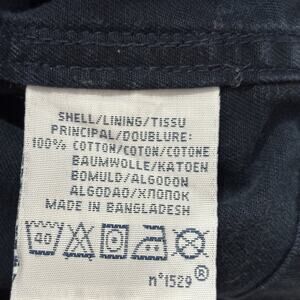 SHELL/LINING/TISSU
PRINCIPAL/DOUBLURE:
100% COTTON/COTON/COTONE
BAUMWOLLE/KATOEN
BOMULD/ALGODON
ALGODAO/ХЛОПОК
MADE IN BANGLADESH
40
n°1529 ®